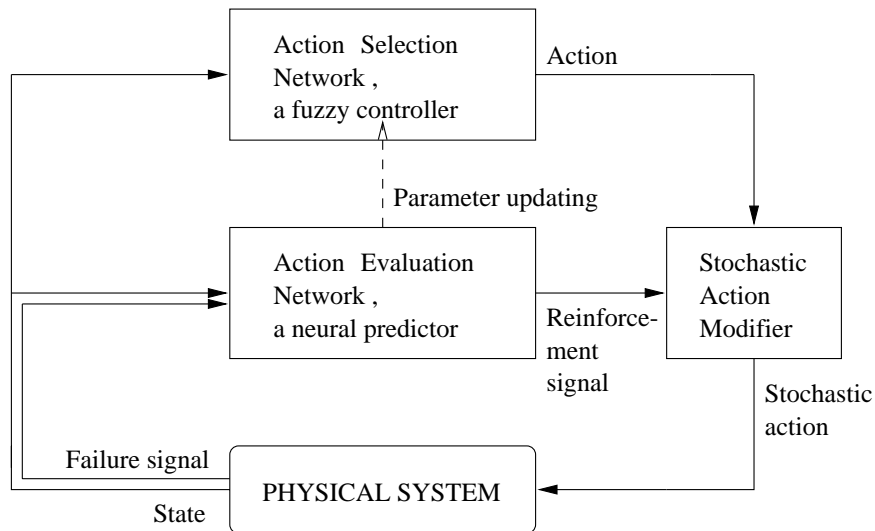 Action Selection
Network ,
a fuzzy controller
Action
Parameter updating
Action Evaluation
Network ,
a neural predictor
Reinforce-
ment
signal
Stochastic
Action
Modifier
Stochastic
action
Failure signal
PHYSICAL SYSTEM
State